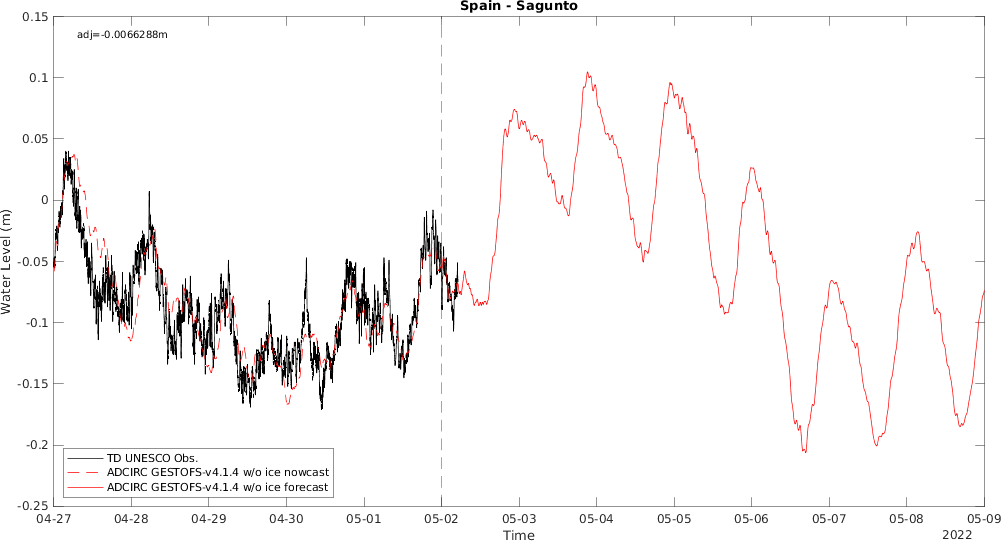 Spain - Sagunto
0.15
adj=-0.0066288m
0.1
0.05
0
-0.05
-0.1
-0.15
-0.2
-0.25
Water Level (m)
TD UNESCO Obs.
ADCIRC GESTOFS-v4.1.4 w/o ice nowcast
ADCIRC GESTOFS-v4.1.4 w/o ice forecast
04-27 04-28 04-29 04-30 05-01 05-02 05-03 05-04 05-05 05-06 05-07 05-08 05-09
Time
2022